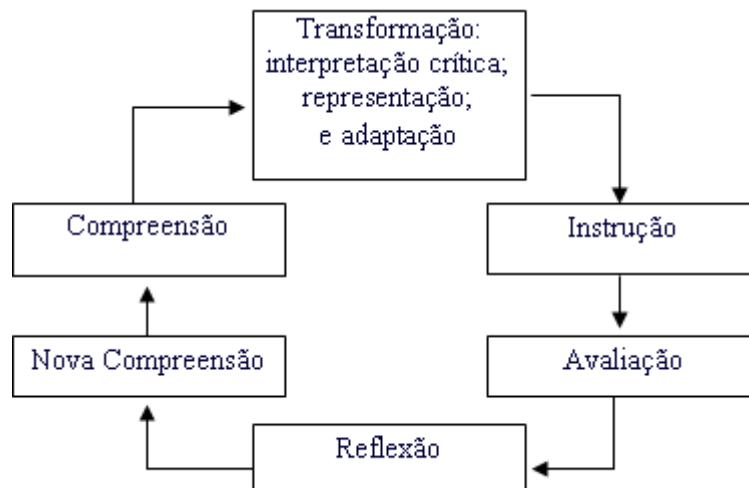 Transformação:
interpretação crítica;
representação;
e adaptação
Compreensão
Instrução
Nova Compreensão
Avaliação
Reflexão